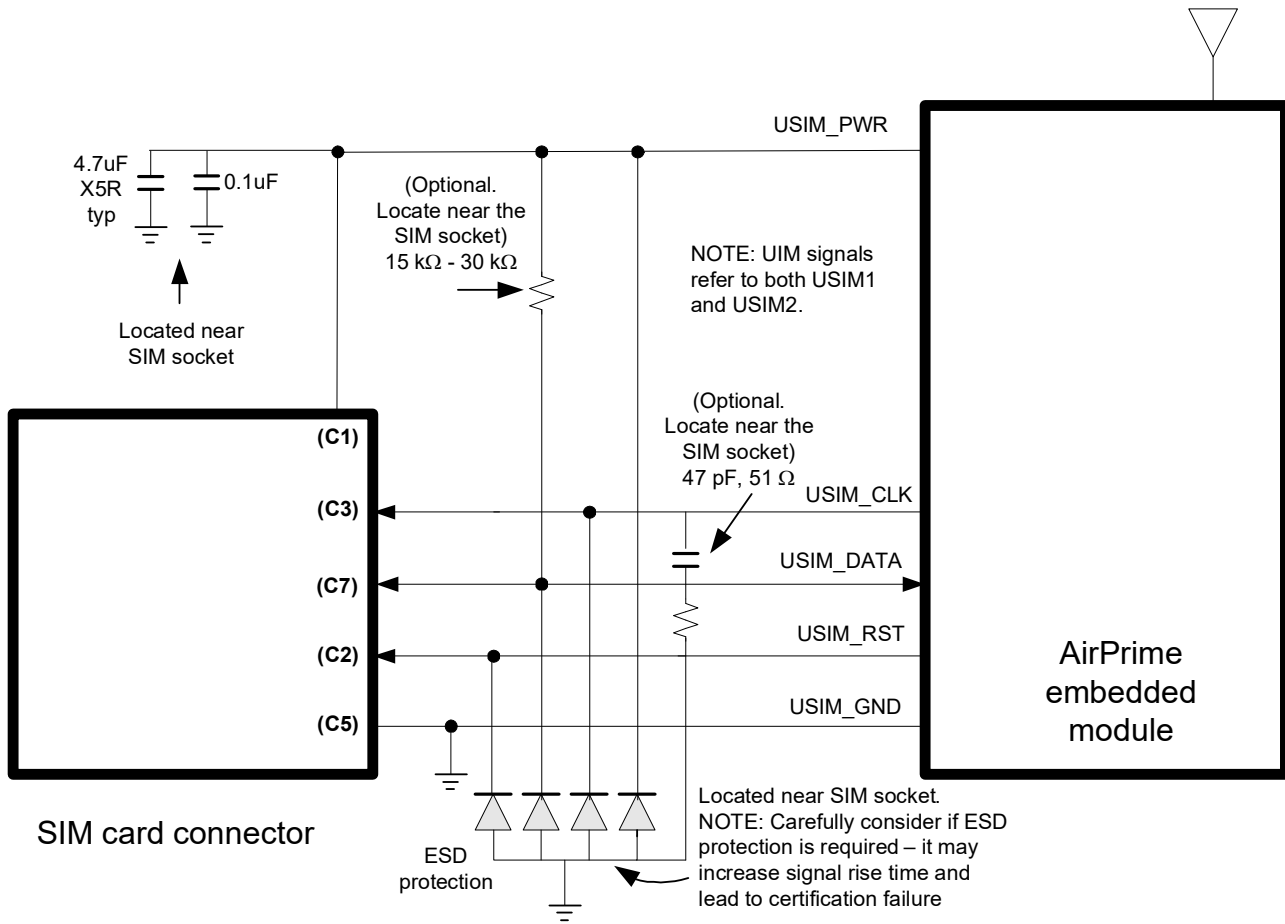 USIM_PWR
4.7uF
X5R
typ
0.1uF
(Optional.
Locate near the
SIM socket)
15 kΩ - 30 kΩ
NOTE: UIM signals
refer to both USIM1
and USIM2.
Located near
SIM socket
(Optional.
Locate near the
SIM socket)
47 pF, 51 Ω
(C1)
(C3)
USIM_CLK
(C7)
USIM_DATA
(C2)
USIM_RST
(C5)
USIM_GND
AirPrime
embedded
module
SIM card connector
ESD
protection
Located near SIM socket.
NOTE: Carefully consider if ESD
protection is required – it may
increase signal rise time and
lead to certification failure